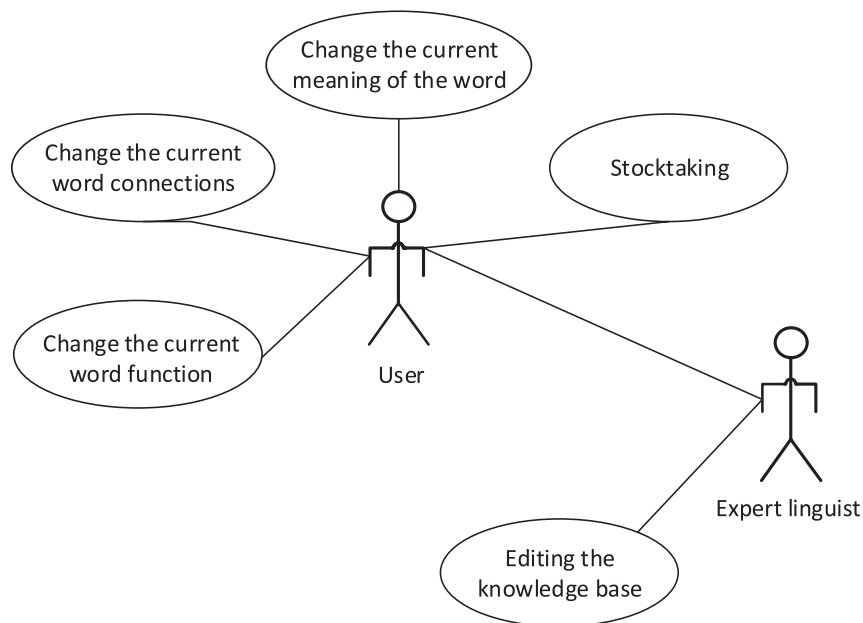 Change the current
meaning of the word
Change the current
word connections
Stocktaking
Change the current
word function
User
Expert linguist
Editing the
knowledge base